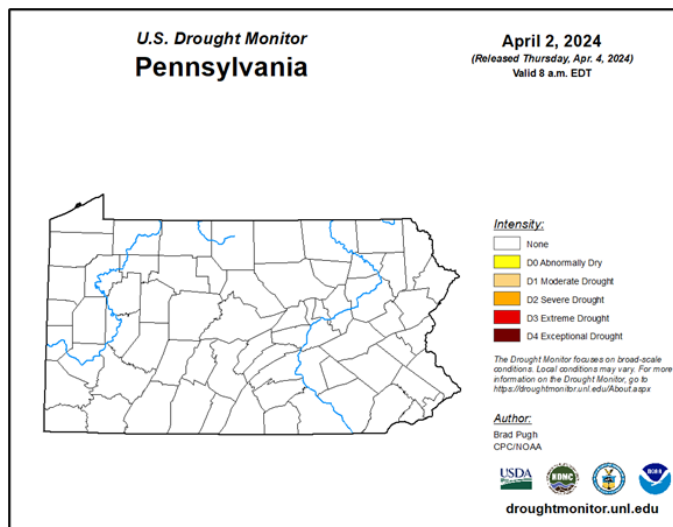 U.S. Drought Monitor
Pennsylvania
April 2, 2024
(Released Thursday, Apr. 4, 2024)
Valid 8 a.m. EDT
Intensity:
None
D0 Abnormally Dry
D1 Moderate Drought
D2 Severe Drought
D3 Extreme Drought
D4 Exceptional Drought
The Drought Monitor focuses on broad-scale
conditions. Local conditions may vary. For more
information on the Drought Monitor, go to
https://droughtmonitor.unl.edu/About.aspx
Author:
Brad Pugh
CPC/NOAA
USDA
NDMC
NOAA
droughtmonitor.unl.edu